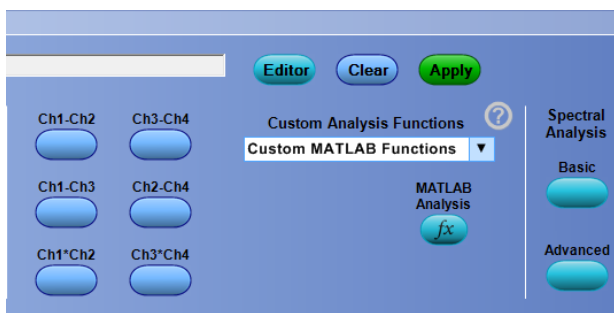 Editor Clear Apply
Ch1-Ch2 Ch3-Ch4 Custom Analysis Functions ? Spectral
Analysis
Custom MATLAB Functions
Basic
Ch1-Ch3 Ch2-Ch4 MATLAB
Analysis
fx
Ch1*Ch2 Ch3*Ch4 Advanced